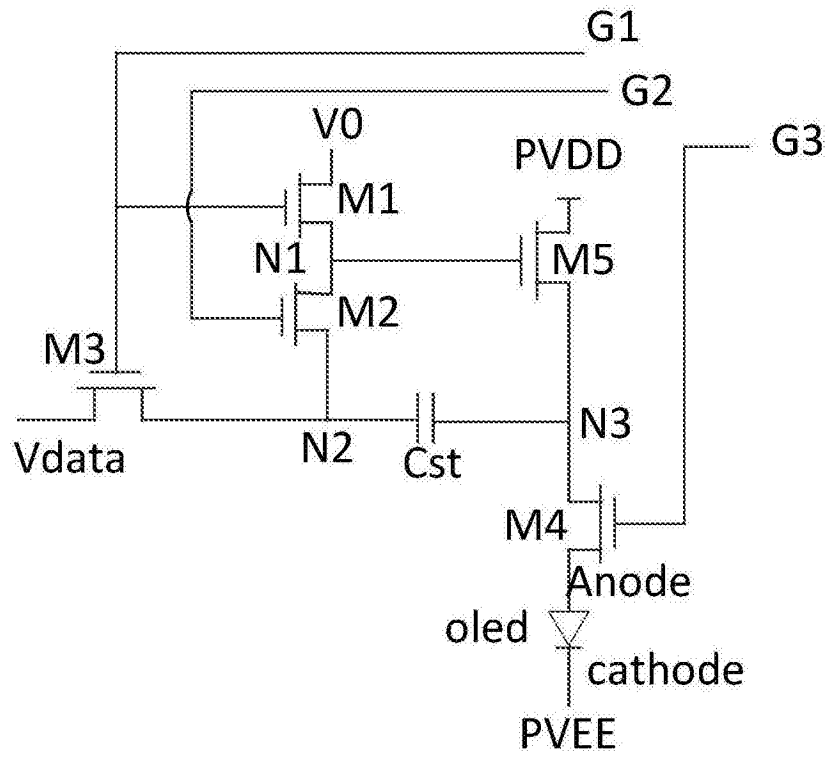 G1
G2
V0
G3
PVDD
M1
N1
M5
M2
M3
N2
N3
Vdata
Cst
M4
Anode
oled
cathode
PVEE